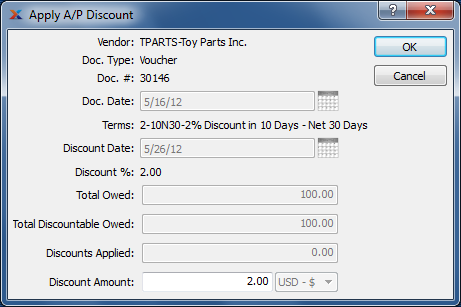 Apply A/P Discount
Vendor: TPARTS-Toy Parts Inc.
OK
Doc. Type: Voucher
Cancel
Doc. #: 30146
Doc. Date: 5/16/12
Terms: 2-10N30-2% Discount in 10 Days - Net 30 Days
Discount Date: 5/26/12
Discount %: 2.00
Total Owed: 100.00
Total Discountable Owed: 100.00
Discounts Applied: 0.00
Discount Amount: 2.00 USD - $